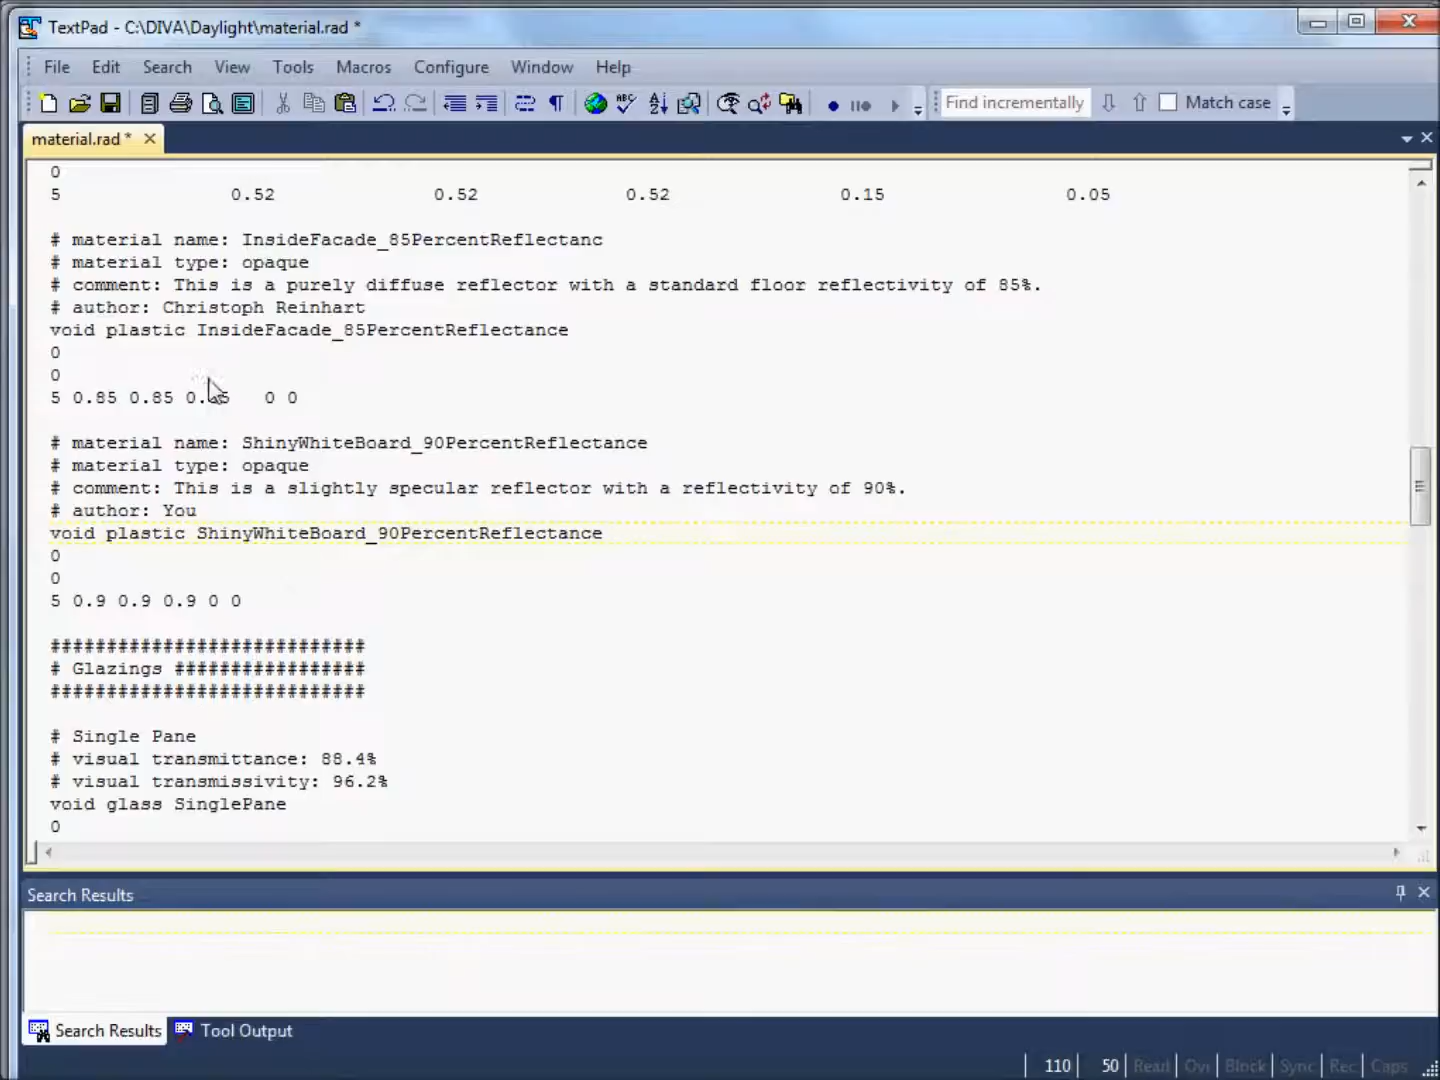 TextPad - C:\DIVA\Daylight\material.rad *
File Edit Search View Tools Macros Configure Window Help
Find incrementally Match case
material.rad *
0
5 0.52 0.52 0.52 0.15 0.05
# material name: InsideFacade_85PercentReflectanc
# material type: opaque
# comment: This is a purely diffuse reflector with a standard floor reflectivity of 85%.
# author: Christoph Reinhart
void plastic InsideFacade_85PercentReflectance
0
0
5 0.85 0.85 0 0
# material name: ShinyWhiteBoard_90PercentReflectance
# material type: opaque
# comment: This is a slightly specular reflector with a reflectivity of 90%.
# author: You
void plastic ShinyWhiteBoard_90PercentReflectance
0
0
5 0.9 0.9 0.9 0 0
############################
# Glazings #################
############################
# Single Pane
# visual transmittance: 88.4%
# visual transmissivity: 96.2%
void glass SinglePane
0
Search Results
Search Results Tool Output
110 50 Read Ovr Block Sync Rec Caps